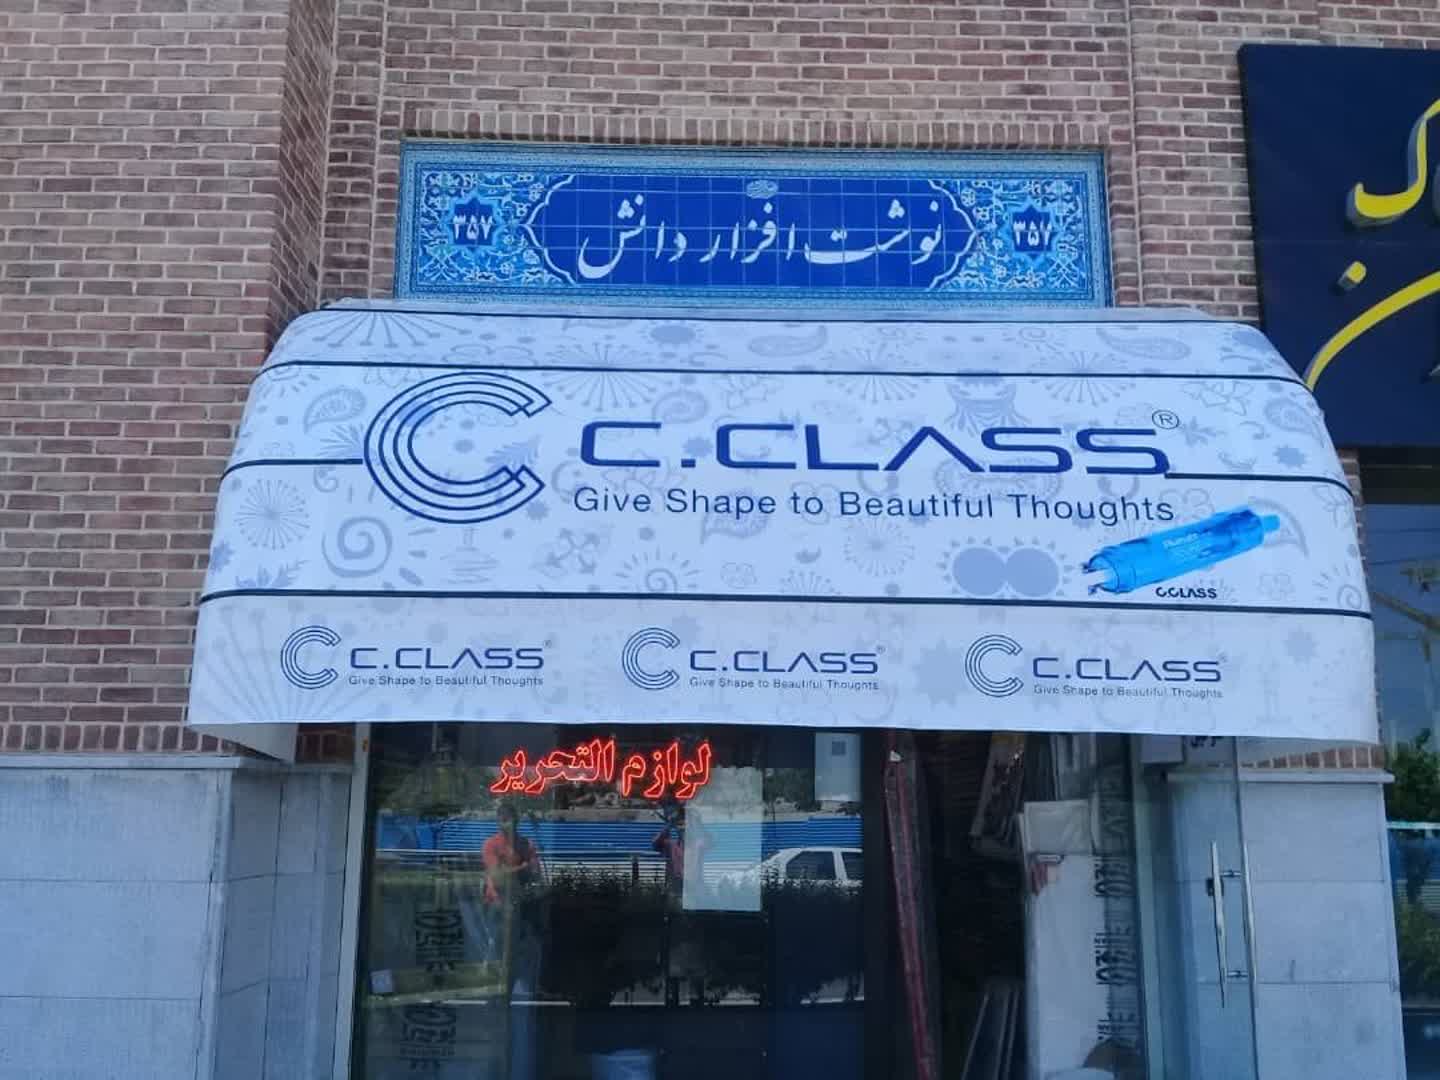 ۳۵۷ نوشت افزار دانش ۳۵۷
C.CLASS®
Give Shape to Beautiful Thoughts
CCLASS
C.CLASS® C.CLASS® C.CLASS®
Give Shape to Beautiful Thoughts Give Shape to Beautiful Thoughts Give Shape to Beautiful Thoughts
لوازم التحریر